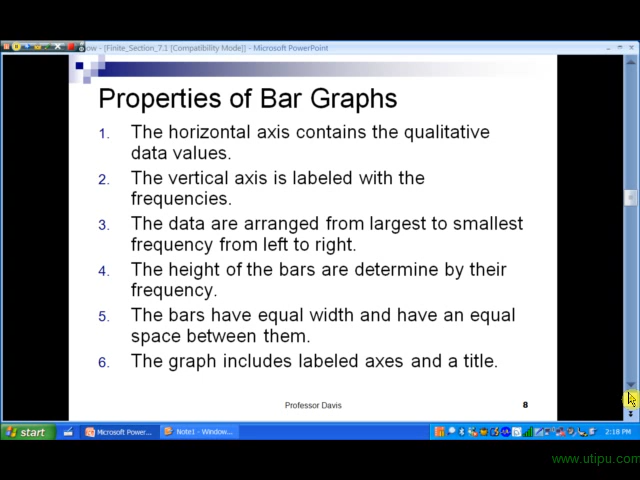 ow - [Finite_Section_7.1 [Compatibility Mode]] - Microsoft PowerPoint
Properties of Bar Graphs
1. The horizontal axis contains the qualitative
data values.
2. The vertical axis is labeled with the
frequencies.
3. The data are arranged from largest to smallest
frequency from left to right.
4. The height of the bars are determine by their
frequency.
5. The bars have equal width and have an equal
space between them.
6. The graph includes labeled axes and a title.
Professor Davis 8
start Microsoft PowerP... Note1 - Window... 2:18 PM
www.utipu.com